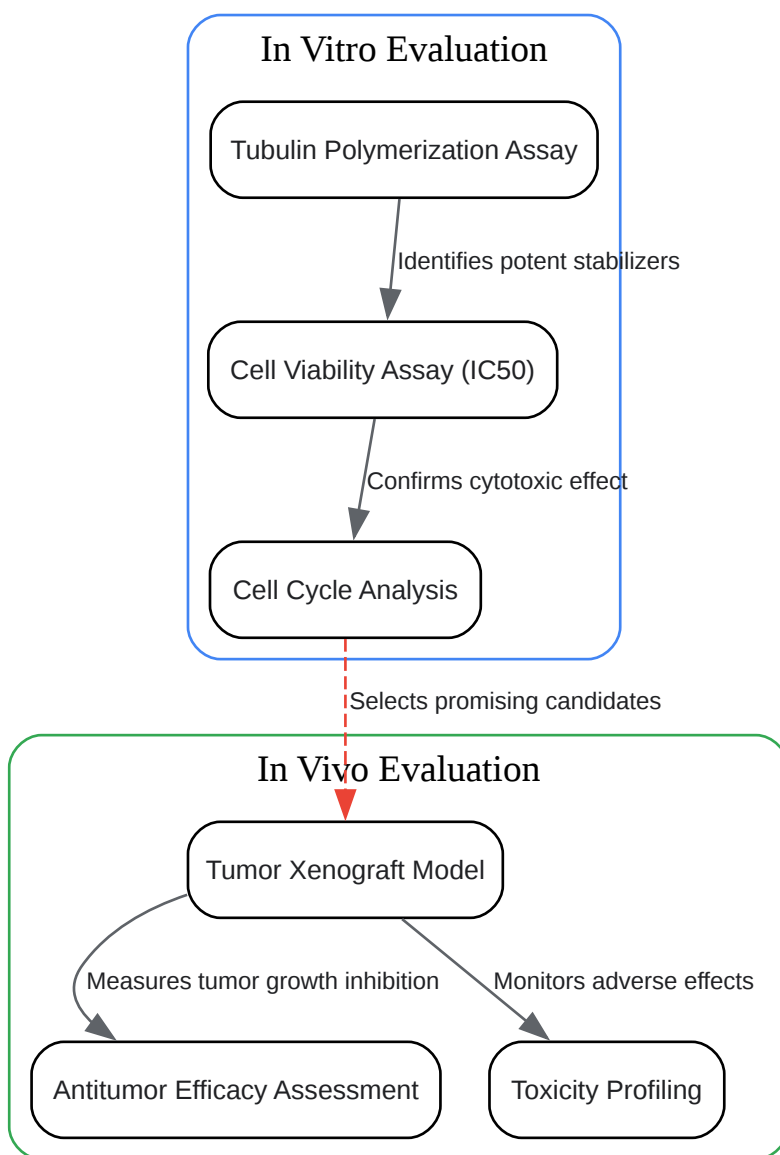 In Vitro Evaluation
Tubulin Polymerization Assay
Identifies potent stabilizers
Cell Viability Assay (IC50)
Confirms cytotoxic effect
Cell Cycle Analysis
Selects promising candidates
In Vivo Evaluation
Tumor Xenograft Model
Measures tumor growth inhibition
Monitors adverse effects
Antitumor Efficacy Assessment
Toxicity Profiling